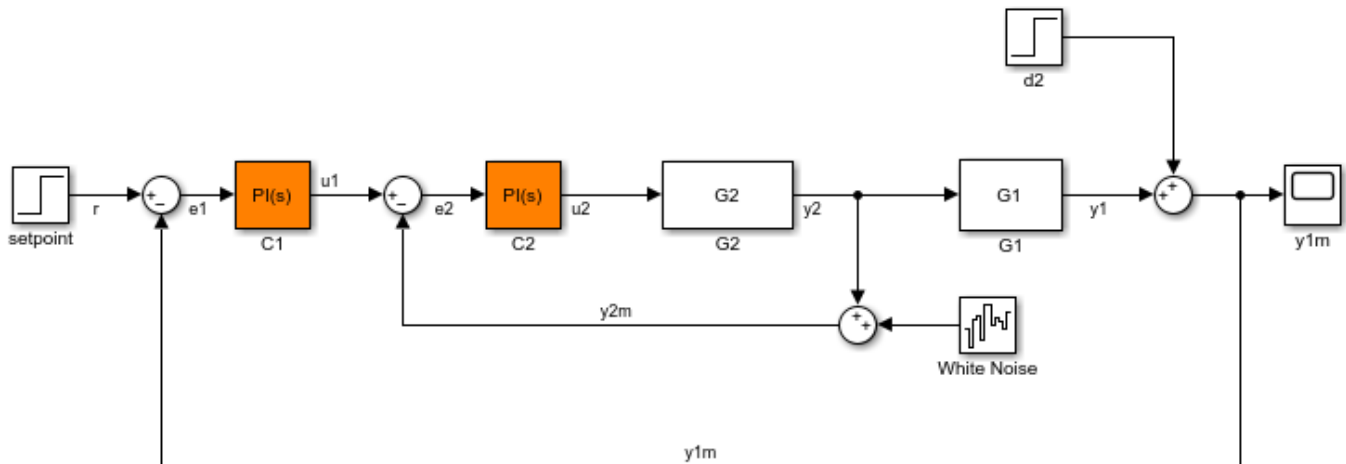 d2
setpoint
r
+
−
e1
PI(s)
C1
u1
+
−
e2
PI(s)
C2
u2
G2
G2
y2
G1
G1
y1
+
+
y1m
y2m
+
+
White Noise
y1m